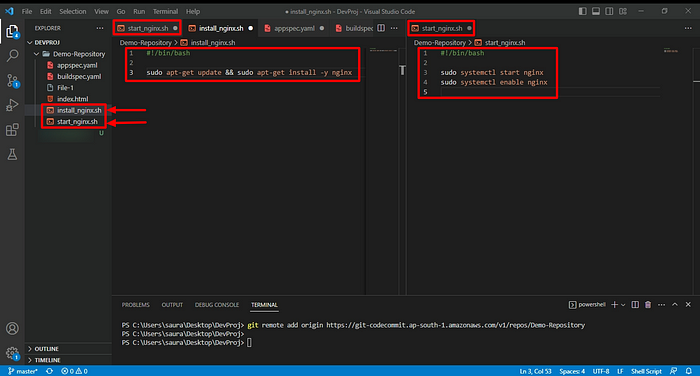 File Edit Selection View Go Run Terminal Help
● install_nginx.sh - DevProj - Visual Studio Code
EXPLORER
DEVPROJ
Demo-Repository
appspec.yaml
buildspec.yaml
File-1
index.html
install_nginx.sh
start_nginx.sh
U
OUTLINE
TIMELINE
start_nginx.sh ● install_nginx.sh ● appspec.yaml ● buildspec
Demo-Repository > install_nginx.sh
1 #!/bin/bash
2
3 sudo apt-get update && sudo apt-get install -y nginx
start_nginx.sh ●
Demo-Repository > start_nginx.sh
1 #!/bin/bash
2
3 sudo systemctl start nginx
4 sudo systemctl enable nginx
5
PROBLEMS OUTPUT DEBUG CONSOLE TERMINAL
powershell
PS C:\Users\saura\Desktop\DevProj> git remote add origin https://git-codecommit.ap-south-1.amazonaws.com/v1/repos/Demo-Repository
PS C:\Users\saura\Desktop\DevProj>
PS C:\Users\saura\Desktop\DevProj>
master* 0 0 Ln 3, Col 53 Spaces: 4 UTF-8 LF Shell Script